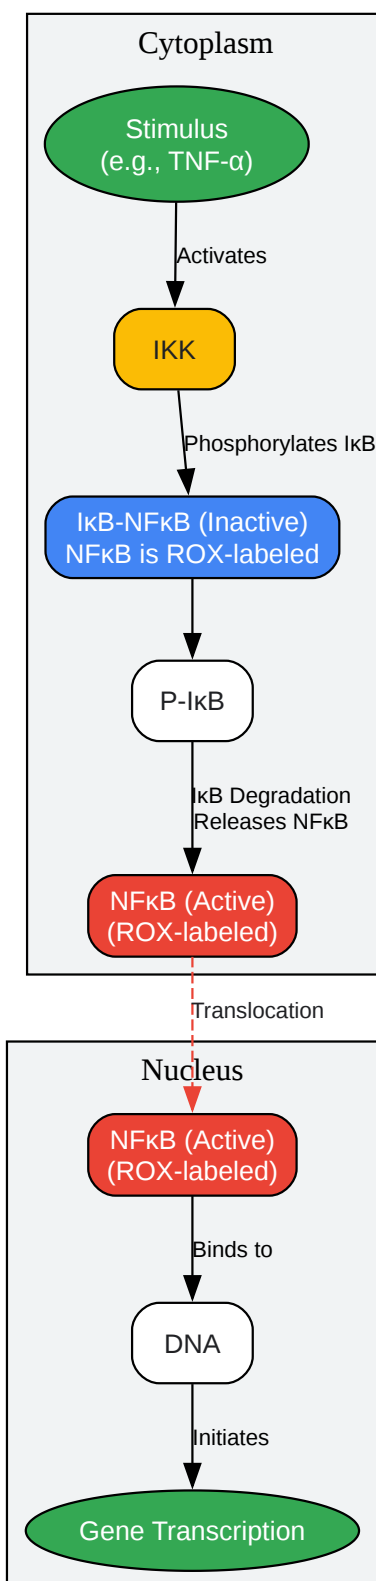 Cytoplasm
Stimulus
(e.g., TNF-α)
Activates
IKK
Phosphorylates IκB
IκB-NFκB (Inactive)
NFκB is ROX-labeled
P-IκB
IκB Degradation
Releases NFκB
NFκB (Active)
(ROX-labeled)
Translocation
Nucleus
NFκB (Active)
(ROX-labeled)
Binds to
DNA
Initiates
Gene Transcription